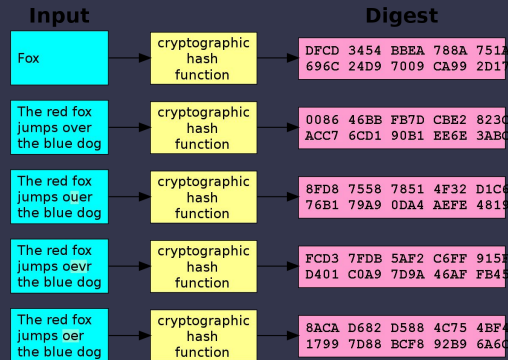 Input
Digest
Fox
cryptographic
hash
function
DFCD 3454 BBEA 788A 751A
696C 24D9 7009 CA99 2D17
The red fox
jumps over
the blue dog
cryptographic
hash
function
0086 46BB FB7D CBE2 823C
ACC7 6CD1 90B1 EE6E 3ABC
The red fox
jumps ouer
the blue dog
cryptographic
hash
function
8FD8 7558 7851 4F32 D1C6
76B1 79A9 0DA4 AEFE 4819
The red fox
jumps oevr
the blue dog
cryptographic
hash
function
FCD3 7FDB 5AF2 C6FF 915F
D401 C0A9 7D9A 46AF FB45
The red fox
jumps oer
the blue dog
cryptographic
hash
function
8ACA D682 D588 4C75 4BF4
1799 7D88 BCF8 92B9 6A6C